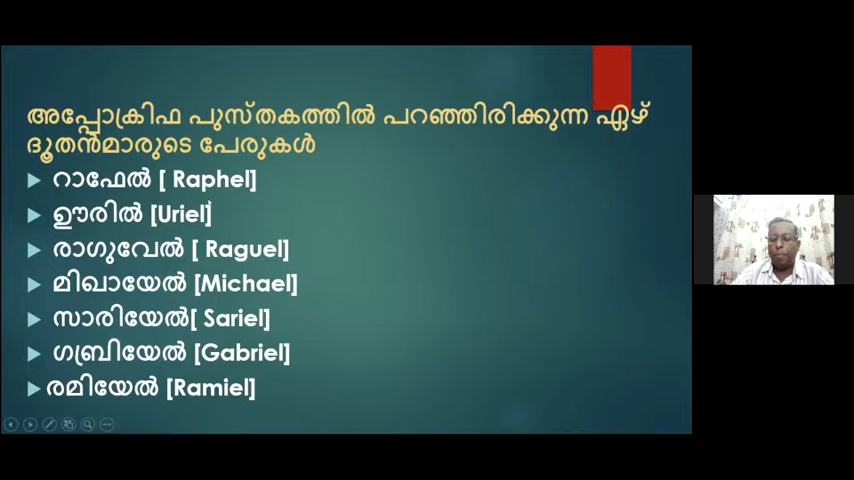 അപ്പോക്രിഫ പുസ്തകത്തിൽ പറഞ്ഞിരിക്കുന്ന ഏഴ്
ദൂതൻമാരുടെ പേരുകൾ
റാഫേൽ [ Raphel]
ഊരിൽ [Uriel]
രാഗുവേൽ [ Raguel]
മിഖായേൽ [Michael]
സാരിയേൽ[ Sariel]
ഗബ്രിയേൽ [Gabriel]
രമിയേൽ [Ramiel]